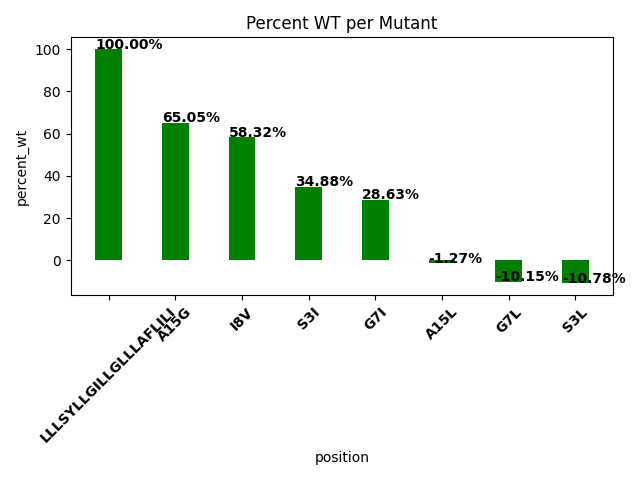 Percent WT per Mutant
percent_wt
100
80
60
40
20
0
100.00%
65.05%
58.32%
34.88%
28.63%
-1.27%
-10.15%
-10.78%
LLLSYLLGILLGLLLAFLILI
A15G
I8V
S3I
G7I
A15L
G7L
S3L
position